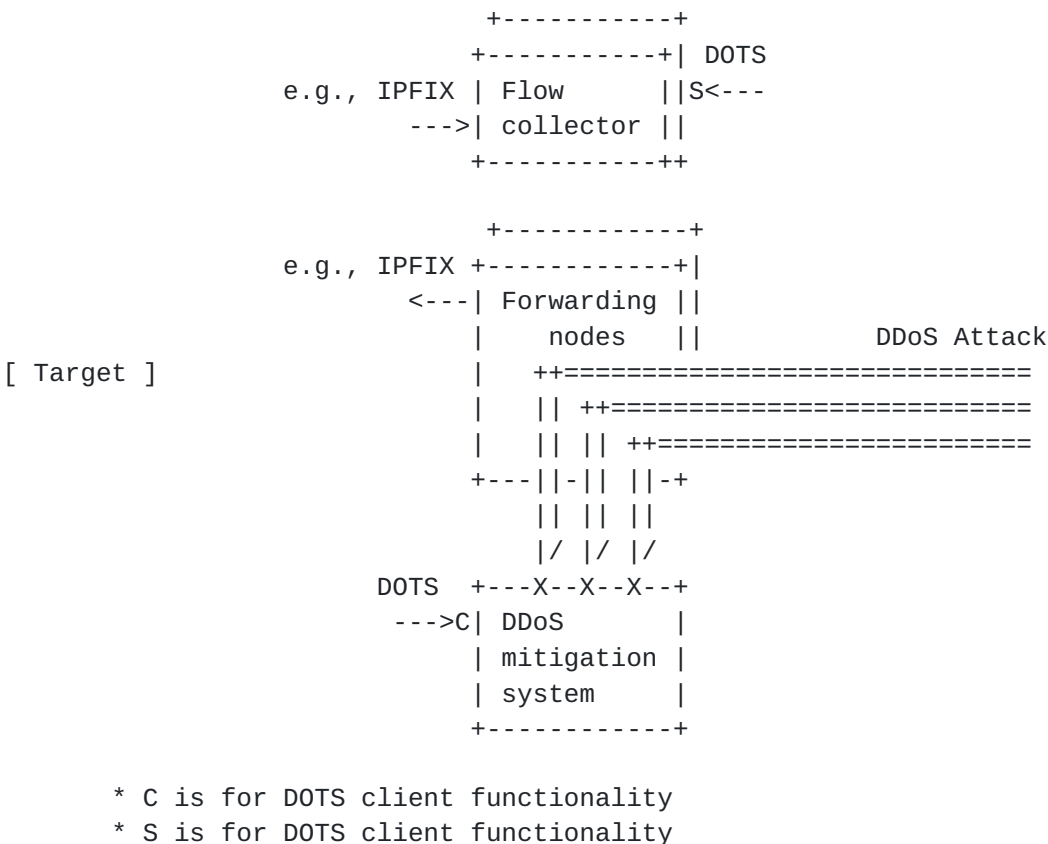 +-----------+
                              +-----------+| DOTS
                  e.g., IPFIX | Flow      ||S<---
                          --->| collector ||
                              +-----------++

                               +------------+
                  e.g., IPFIX +------------+|
                          <---| Forwarding ||
                              |    nodes   ||           DDoS Attack
[ Target ]                    |   ++==============================
                              |   || ++===========================
                              |   || || ++========================
                              +---||-|| ||-+
                                  || || ||
                                  |/ |/ |/
                        DOTS  +---X--X--X--+
                         --->C| DDoS       |
                              | mitigation |
                              | system     |
                              +------------+

       * C is for DOTS client functionality
       * S is for DOTS client functionality